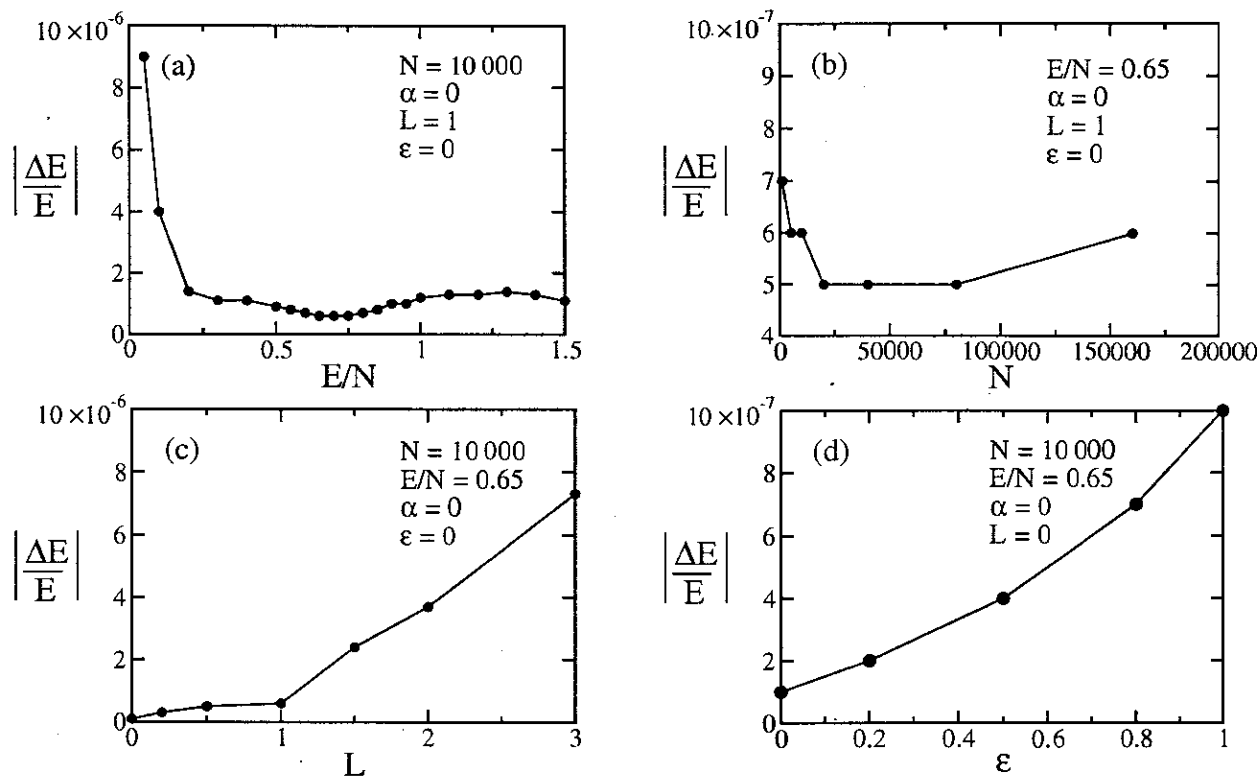 10 ×10⁻⁶
8
6
4
2
0
|ΔE/E|
(a)
N = 10 000
α = 0
L = 1
ε = 0
0 0.5 1 1.5
E/N
10 ×10⁻⁷
9
8
7
6
5
4
|ΔE/E|
(b)
E/N = 0.65
α = 0
L = 1
ε = 0
0 50000 100000 150000 200000
N
10 ×10⁻⁶
8
6
4
2
0
|ΔE/E|
(c)
N = 10 000
E/N = 0.65
α = 0
ε = 0
0 1 2 3
L
10 ×10⁻⁷
8
6
4
2
0
|ΔE/E|
(d)
N = 10 000
E/N = 0.65
α = 0
L = 0
0 0.2 0.4 0.6 0.8 1
ε